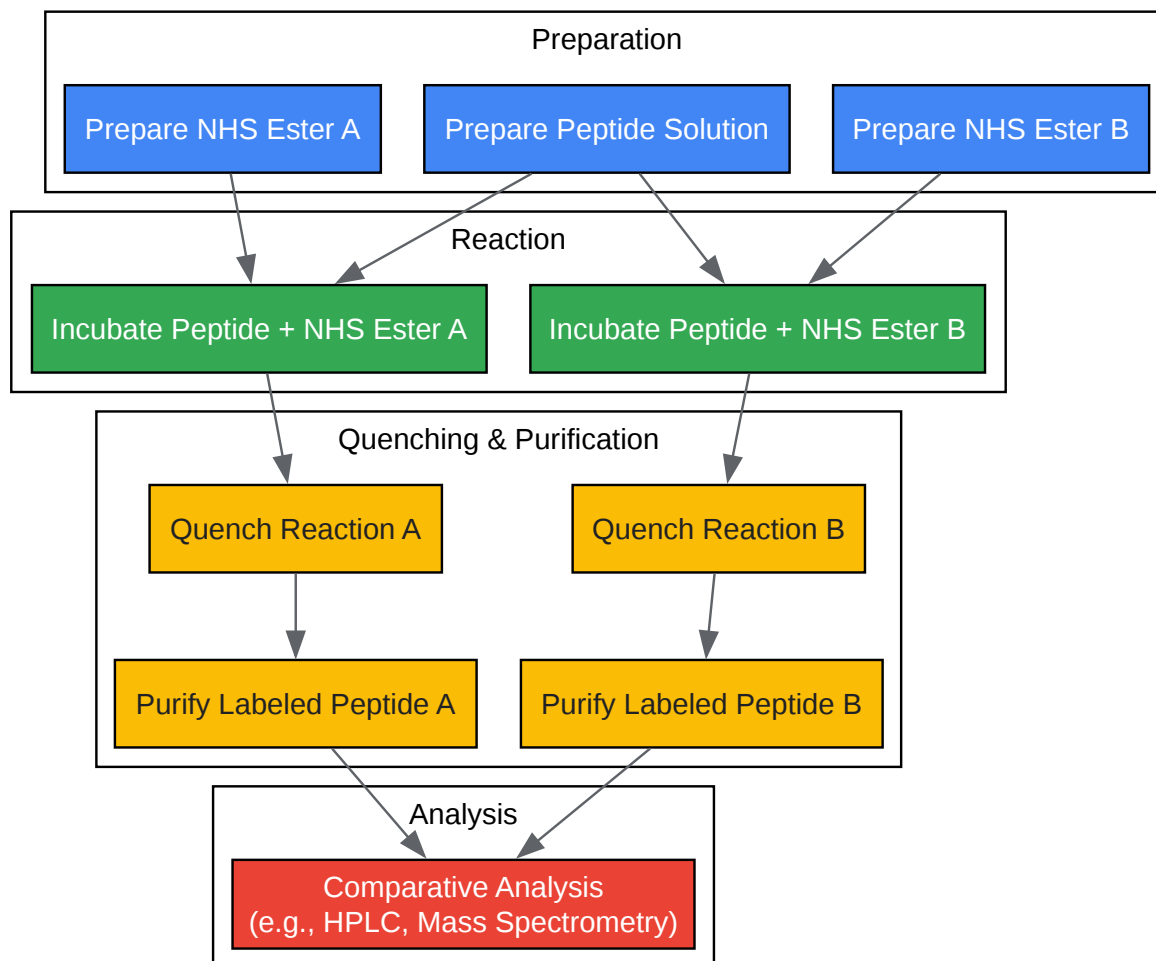 Preparation
Prepare NHS Ester A
Prepare Peptide Solution
Prepare NHS Ester B
Reaction
Incubate Peptide + NHS Ester A
Incubate Peptide + NHS Ester B
Quenching & Purification
Quench Reaction A
Quench Reaction B
Purify Labeled Peptide A
Purify Labeled Peptide B
Analysis
Comparative Analysis
(e.g., HPLC, Mass Spectrometry)